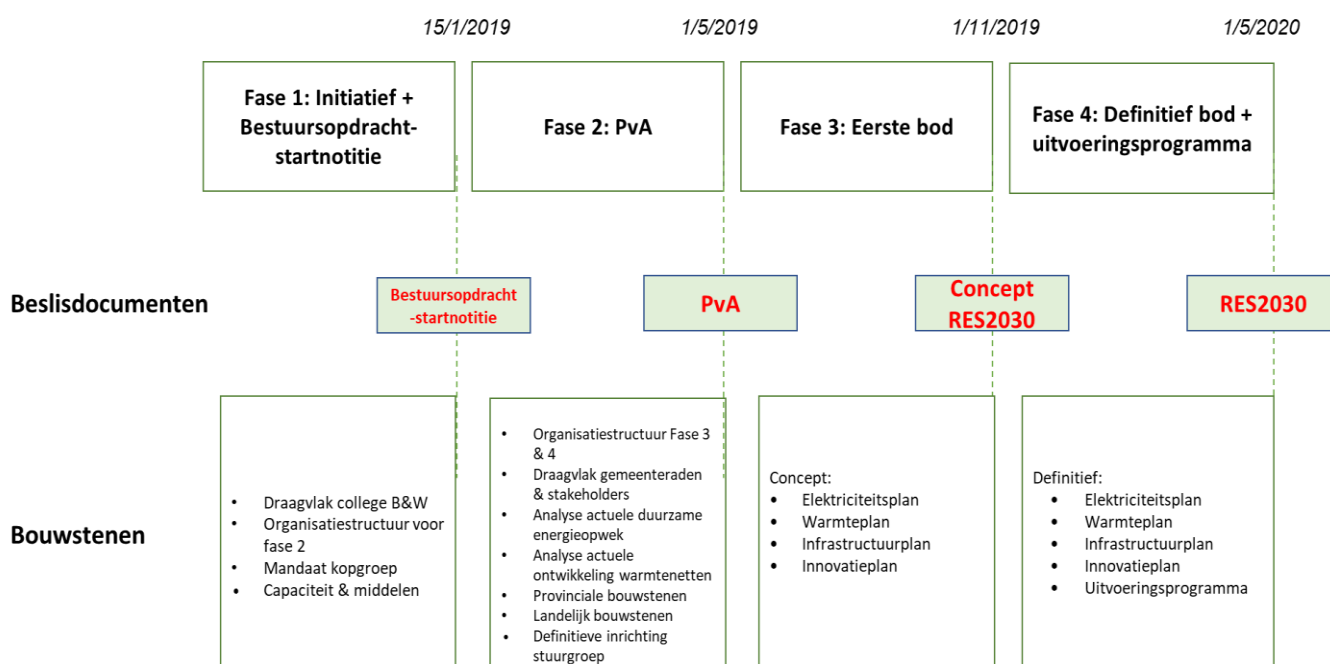 15/1/2019
1/5/2019
1/11/2019
1/5/2020
Fase 1: Initiatief +
Bestuursopdracht-
startnotitie
Fase 2: PvA
Fase 3: Eerste bod
Fase 4: Definitief bod +
uitvoeringsprogramma
Beslisdocumenten
Bestuursopdracht
-startnotitie
PvA
Concept
RES2030
RES2030
Bouwstenen
• Draagvlak college B&W
• Organisatiestructuur voor
fase 2
• Mandaat kopgroep
• Capaciteit & middelen
• Organisatiestructuur Fase 3
& 4
• Draagvlak gemeenteraden
& stakeholders
• Analyse actuele duurzame
energieopwek
• Analyse actuele
ontwikkeling warmtenetten
• Provinciale bouwstenen
• Landelijk bouwstenen
• Definitieve inrichting
stuurgroep
Concept:
• Elektriciteitsplan
• Warmteplan
• Infrastructuurplan
• Innovatieplan
Definitief:
• Elektriciteitsplan
• Warmteplan
• Infrastructuurplan
• Innovatieplan
• Uitvoeringsprogramma